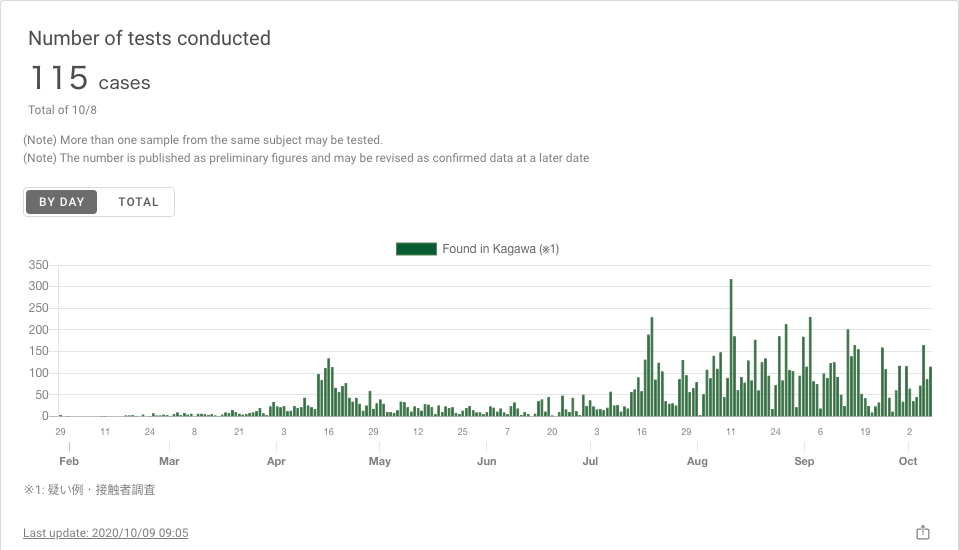 Number of tests conducted
115 cases
Total of 10/8
(Note) More than one sample from the same subject may be tested.
(Note) The number is published as preliminary figures and may be revised as confirmed data at a later date
BY DAY TOTAL
Found in Kagawa (※1)
350
300
250
200
150
100
50
0
29 11 24 8 21 3 16 29 12 25 7 20 3 16 29 11 24 6 19 2
Feb Mar Apr May Jun Jul Aug Sep Oct
※1: 疑い例・接触者調査
Last update: 2020/10/09 09:05